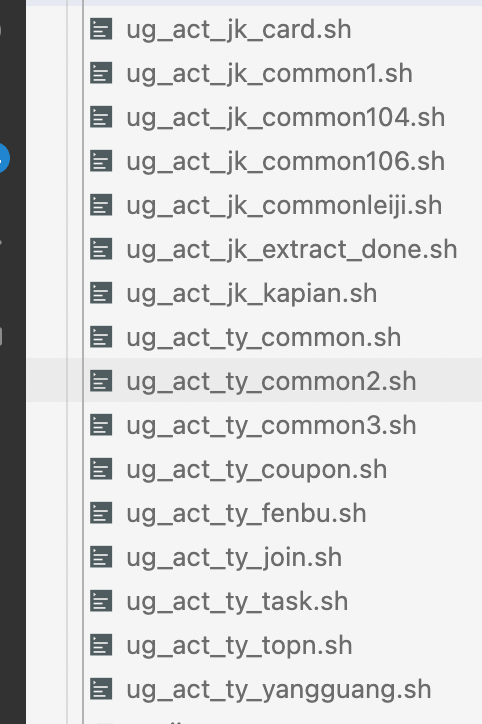 ug_act_jk_card.sh
ug_act_jk_common1.sh
ug_act_jk_common104.sh
ug_act_jk_common106.sh
ug_act_jk_commonleiji.sh
ug_act_jk_extract_done.sh
ug_act_jk_kapian.sh
ug_act_ty_common.sh
ug_act_ty_common2.sh
ug_act_ty_common3.sh
ug_act_ty_coupon.sh
ug_act_ty_fenbu.sh
ug_act_ty_join.sh
ug_act_ty_task.sh
ug_act_ty_topn.sh
ug_act_ty_yangguang.sh